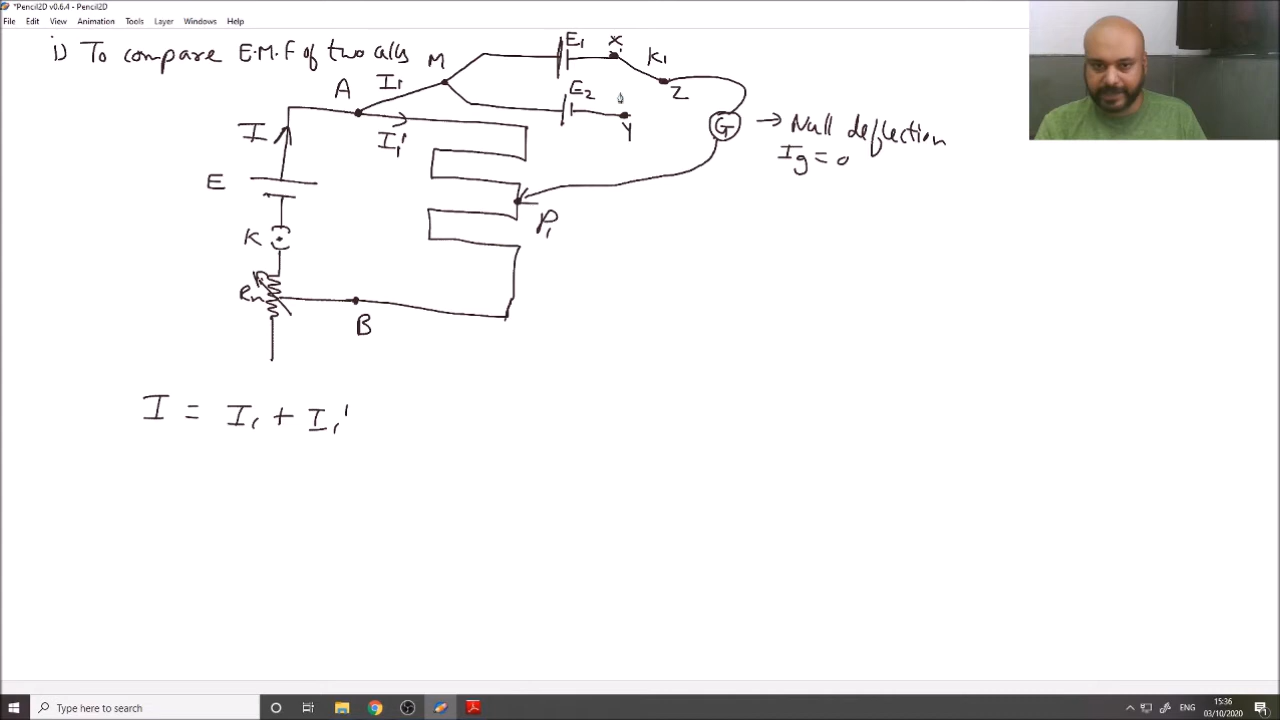 *Pencil2D v0.6.4 - Pencil2D
File Edit View Animation Tools Layer Windows Help
i) To compare E.M.F of two cells
E1 X K1
M
I1
A
E2 Z
Y
G → Null deflection
Ig = 0
I
I1'
E
P1
K
Rh
B
I = I1 + I1'
Type here to search
ENG
15:36
03/10/2020
1